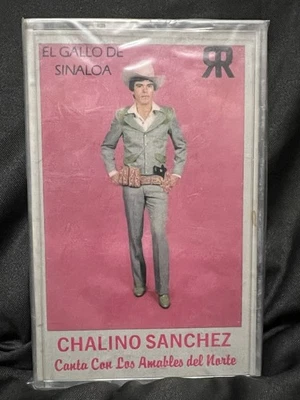 EL GALLO DE
SINALOA
RR
CHALINO SANCHEZ
Canta Con Los Amables del Norte